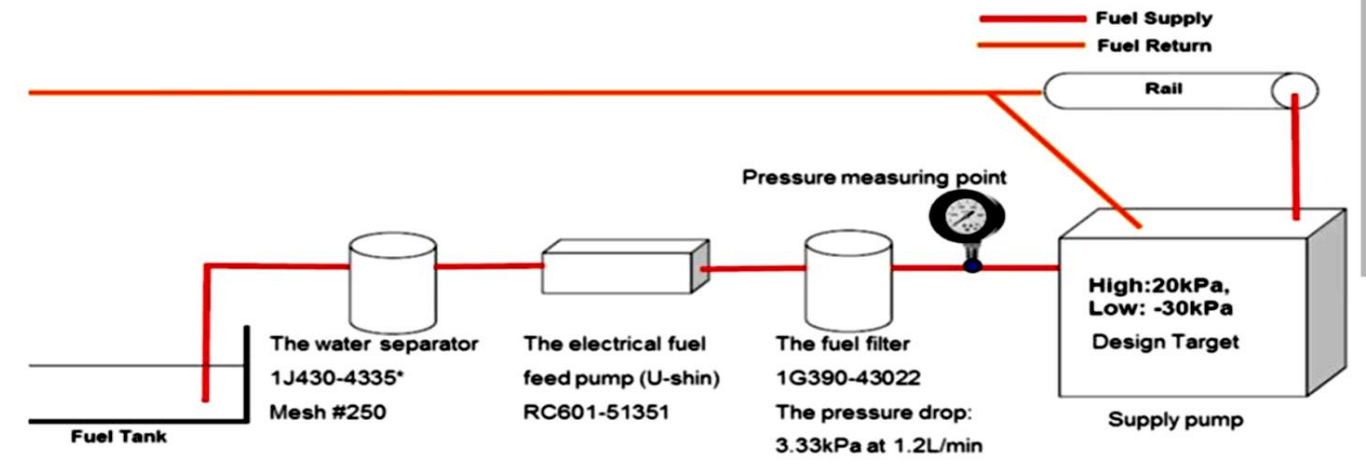 Fuel Supply
Fuel Return
Rail
Pressure measuring point
High:20kPa,
Low: -30kPa
Design Target
Supply pump
The water separator
1J430-4335*
Mesh #250
The electrical fuel
feed pump (U-shin)
RC601-51351
The fuel filter
1G390-43022
The pressure drop:
3.33kPa at 1.2L/min
Fuel Tank